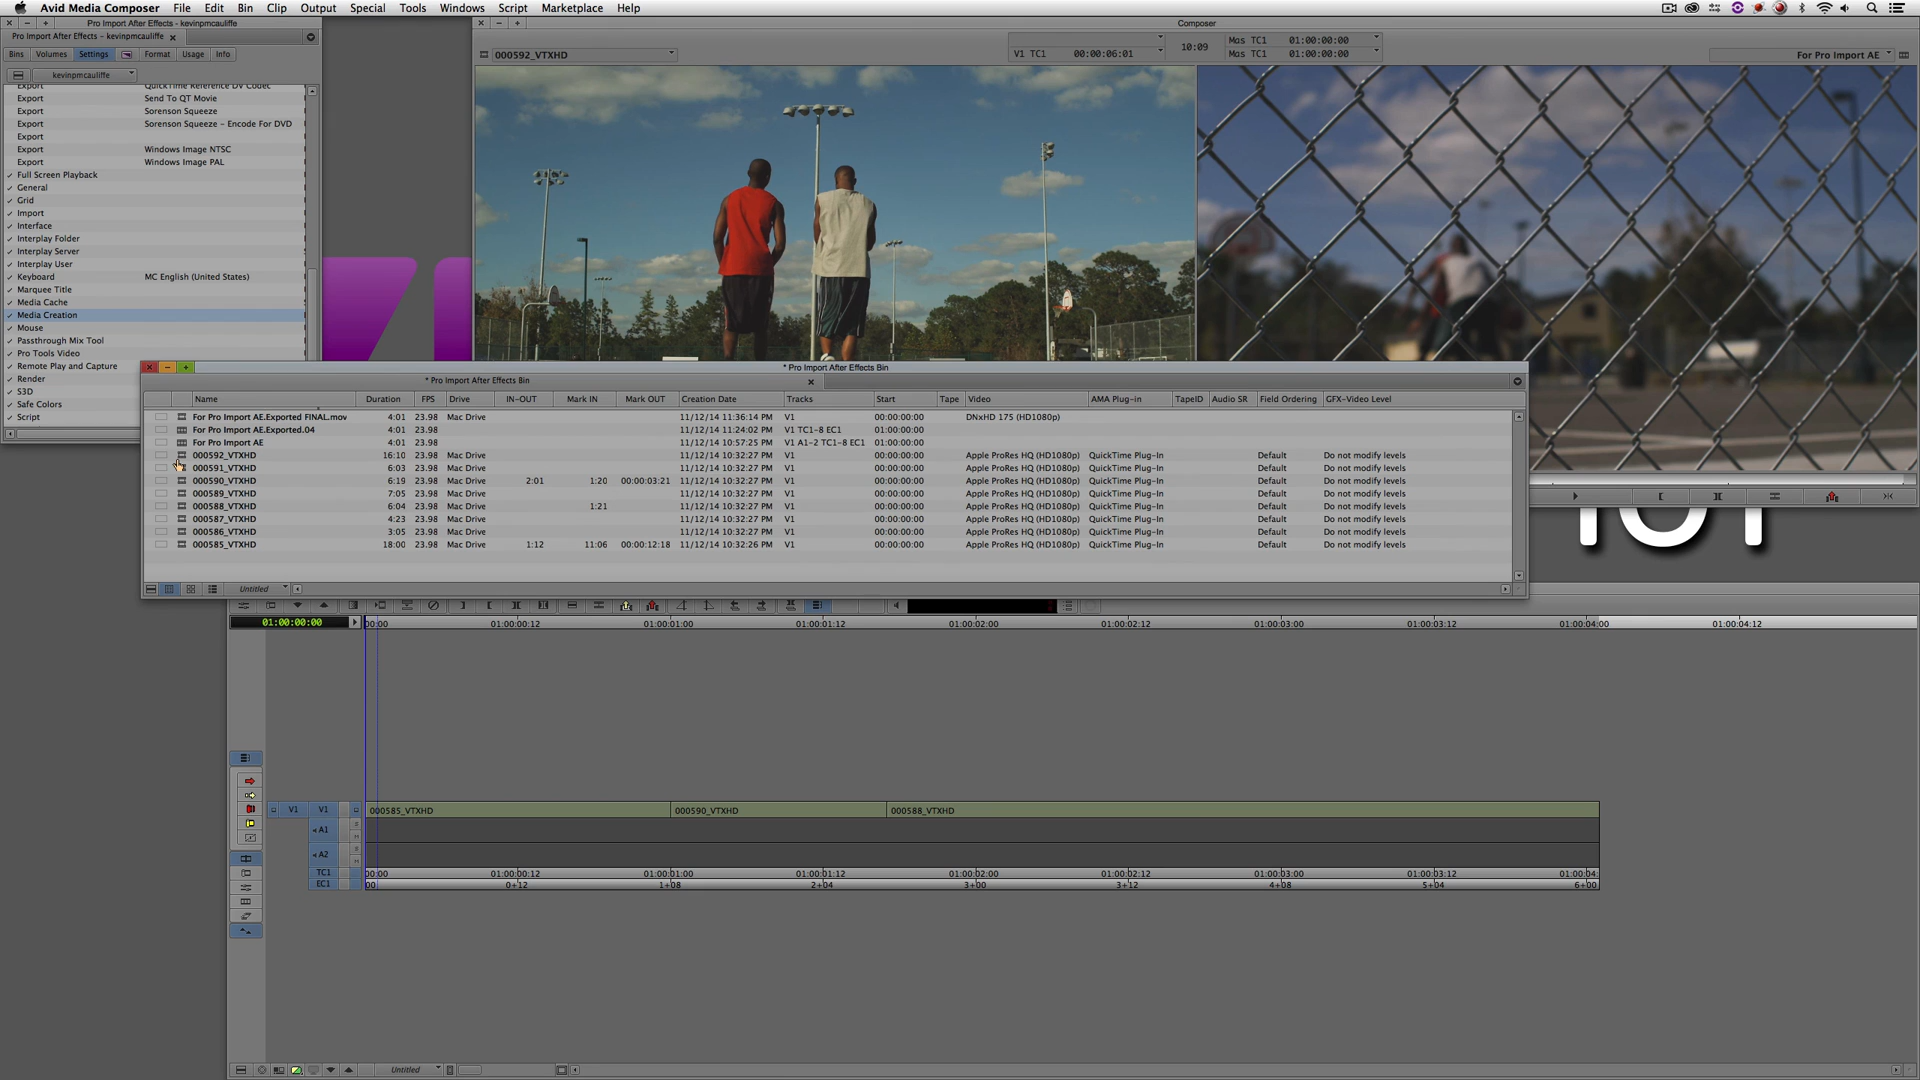 Avid Media Composer File Edit Bin Clip Output Special Tools Windows Script Marketplace Help
Pro Import After Effects - kevinpmcauliffe
Pro Import After Effects - kevinpmcauliffe
Bins Volumes Settings Format Usage Info
kevinpmcauliffe
Export QuickTime Reference DV Codec
Export Send To QT Movie
Export Sorenson Squeeze
Export Sorenson Squeeze - Encode For DVD
Export
Export Windows Image NTSC
Export Windows Image PAL
Full Screen Playback
General
Grid
Import
Interface
Interplay Folder
Interplay Server
Interplay User
Keyboard MC English (United States)
Marquee Title
Media Cache
Media Creation
Mouse
Passthrough Mix Tool
Pro Tools Video
Remote Play and Capture
Render
S3D
Safe Colors
Script
Composer
000592_VTXHD
V1 TC1 00:00:06:01
10:09
Mas TC1 01:00:00:00
Mas TC1 01:00:00:00
For Pro Import AE
* Pro Import After Effects Bin
* Pro Import After Effects Bin
Name Duration FPS Drive IN-OUT Mark IN Mark OUT Creation Date Tracks Start Tape Video AMA Plug-in TapeID Audio SR Field Ordering GFX-Video Level
For Pro Import AE.Exported FINAL.mov 4:01 23.98 Mac Drive 11/12/14 11:36:14 PM V1 00:00:00:00 DNxHD 175 (HD1080p)
For Pro Import AE.Exported.04 4:01 23.98 11/12/14 11:24:02 PM V1 TC1-8 EC1 01:00:00:00
For Pro Import AE 4:01 23.98 11/12/14 10:57:25 PM V1 A1-2 TC1-8 EC1 01:00:00:00
000592_VTXHD 16:10 23.98 Mac Drive 11/12/14 10:32:27 PM V1 00:00:00:00 Apple ProRes HQ (HD1080p) QuickTime Plug-In Default Do not modify levels
000591_VTXHD 6:03 23.98 Mac Drive 11/12/14 10:32:27 PM V1 00:00:00:00 Apple ProRes HQ (HD1080p) QuickTime Plug-In Default Do not modify levels
000590_VTXHD 6:19 23.98 Mac Drive 2:01 1:20 00:00:03:21 11/12/14 10:32:27 PM V1 00:00:00:00 Apple ProRes HQ (HD1080p) QuickTime Plug-In Default Do not modify levels
000589_VTXHD 7:05 23.98 Mac Drive 11/12/14 10:32:27 PM V1 00:00:00:00 Apple ProRes HQ (HD1080p) QuickTime Plug-In Default Do not modify levels
000588_VTXHD 6:04 23.98 Mac Drive 1:21 11/12/14 10:32:27 PM V1 00:00:00:00 Apple ProRes HQ (HD1080p) QuickTime Plug-In Default Do not modify levels
000587_VTXHD 4:23 23.98 Mac Drive 11/12/14 10:32:27 PM V1 00:00:00:00 Apple ProRes HQ (HD1080p) QuickTime Plug-In Default Do not modify levels
000586_VTXHD 3:05 23.98 Mac Drive 11/12/14 10:32:27 PM V1 00:00:00:00 Apple ProRes HQ (HD1080p) QuickTime Plug-In Default Do not modify levels
000585_VTXHD 18:00 23.98 Mac Drive 1:12 11:06 00:00:12:18 11/12/14 10:32:26 PM V1 00:00:00:00 Apple ProRes HQ (HD1080p) QuickTime Plug-In Default Do not modify levels
Untitled
101
01:00:00:00 00:00 01:00:00:12 01:00:01:00 01:00:01:12 01:00:02:00 01:00:02:12 01:00:03:00 01:00:03:12 01:00:04:00 01:00:04:12
V1 V1 000585_VTXHD 000590_VTXHD 000588_VTXHD
A1
A2
TC1 00:00 01:00:00:12 01:00:01:00 01:00:01:12 01:00:02:00 01:00:02:12 01:00:03:00 01:00:03:12 01:00:04:
EC1 00 0+12 1+08 2+04 3+00 3+12 4+08 5+04 6+00
Untitled